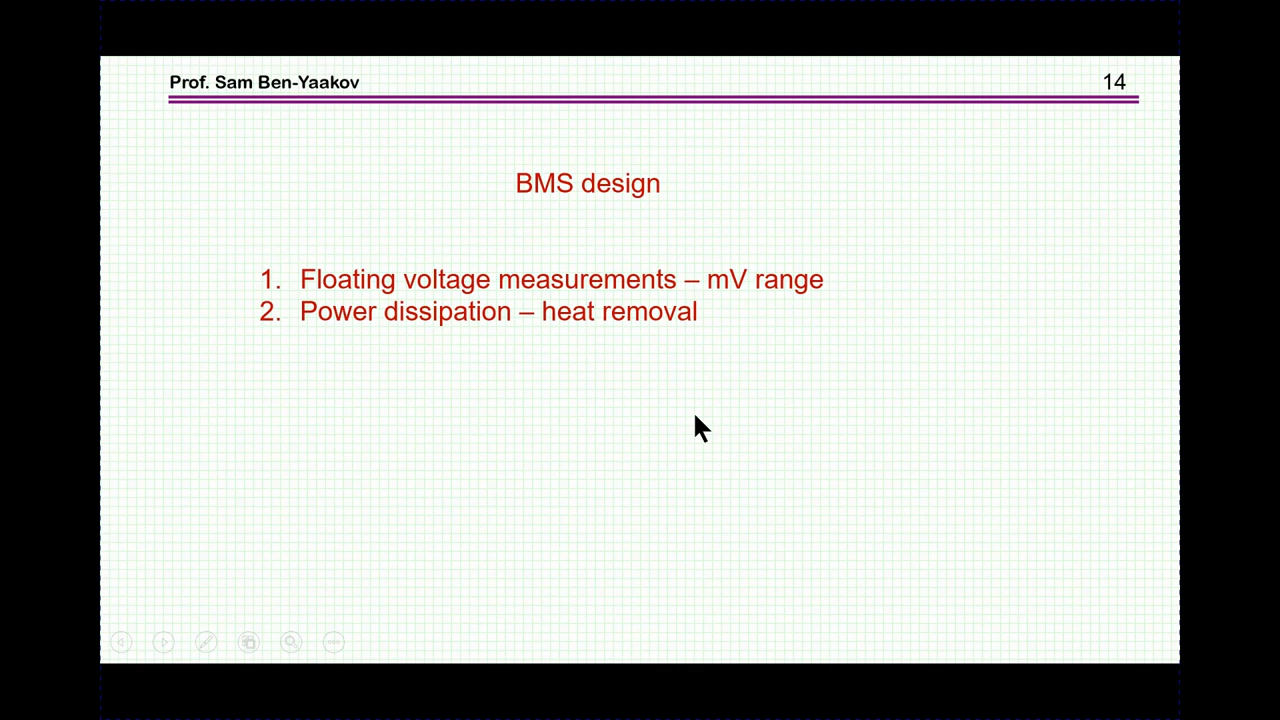 Prof. Sam Ben-Yaakov
14
BMS design
1. Floating voltage measurements – mV range
2. Power dissipation – heat removal